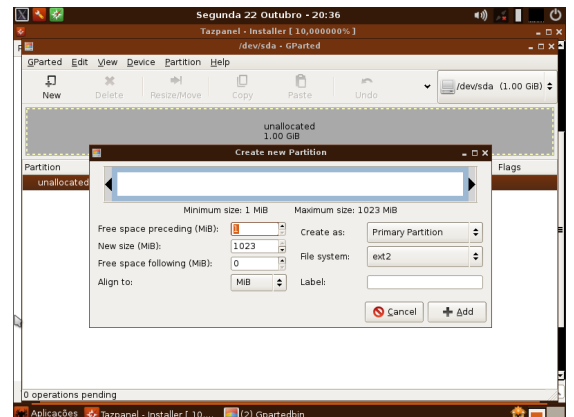 Segunda 22 Outubro - 20:36
Tazpanel - Installer [ 10,000000% ]
/dev/sda - GParted
GParted Edit View Device Partition Help
New Delete Resize/Move Copy Paste Undo /dev/sda (1.00 GiB)
unallocated
1.00 GiB
Create new Partition
Partition Flags
unallocated
Minimum size: 1 MiB Maximum size: 1023 MiB
Free space preceding (MiB): 1 Create as: Primary Partition
New size (MiB): 1023
File system: ext2
Free space following (MiB): 0
Align to: MiB Label:
Cancel Add
0 operations pending
Aplicações Tazpanel - Installer [ 10,... (2) Gpartedbin